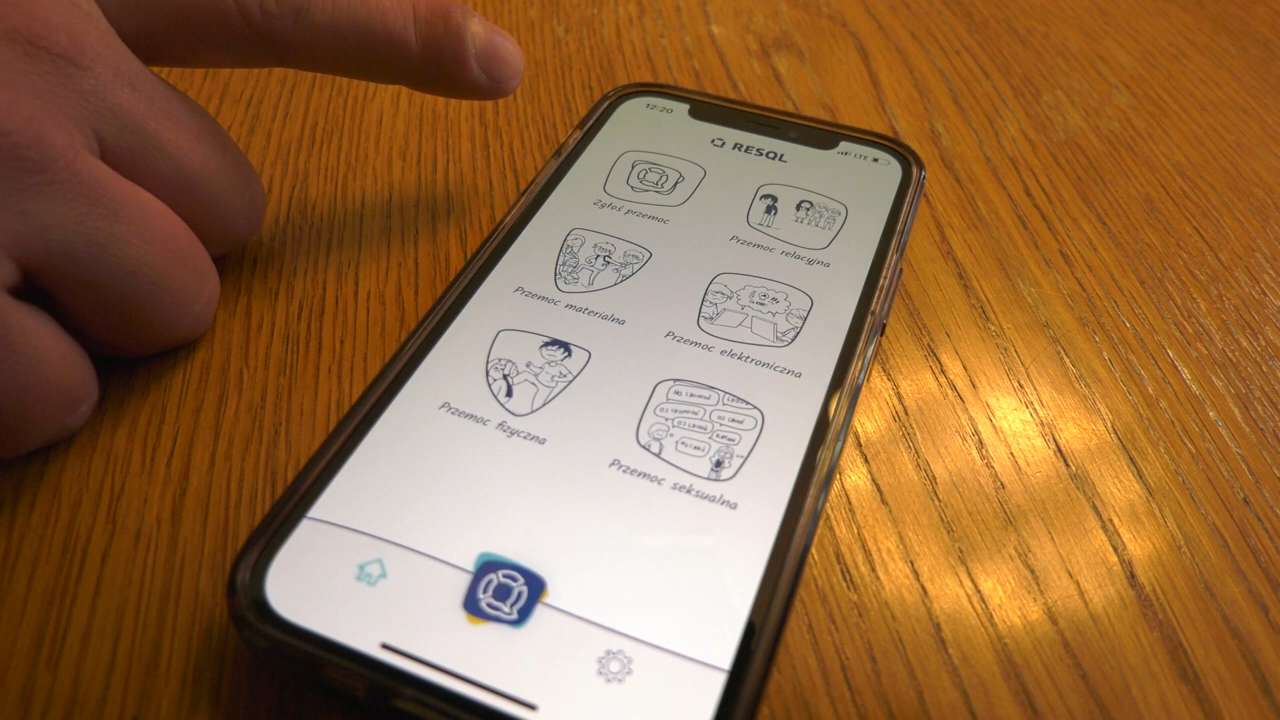 12:20
LTE
RESQL
Zgłoś przemoc
Przemoc relacyjna
Przemoc materialna
Przemoc elektroniczna
Przemoc fizyczna
Przemoc seksualna